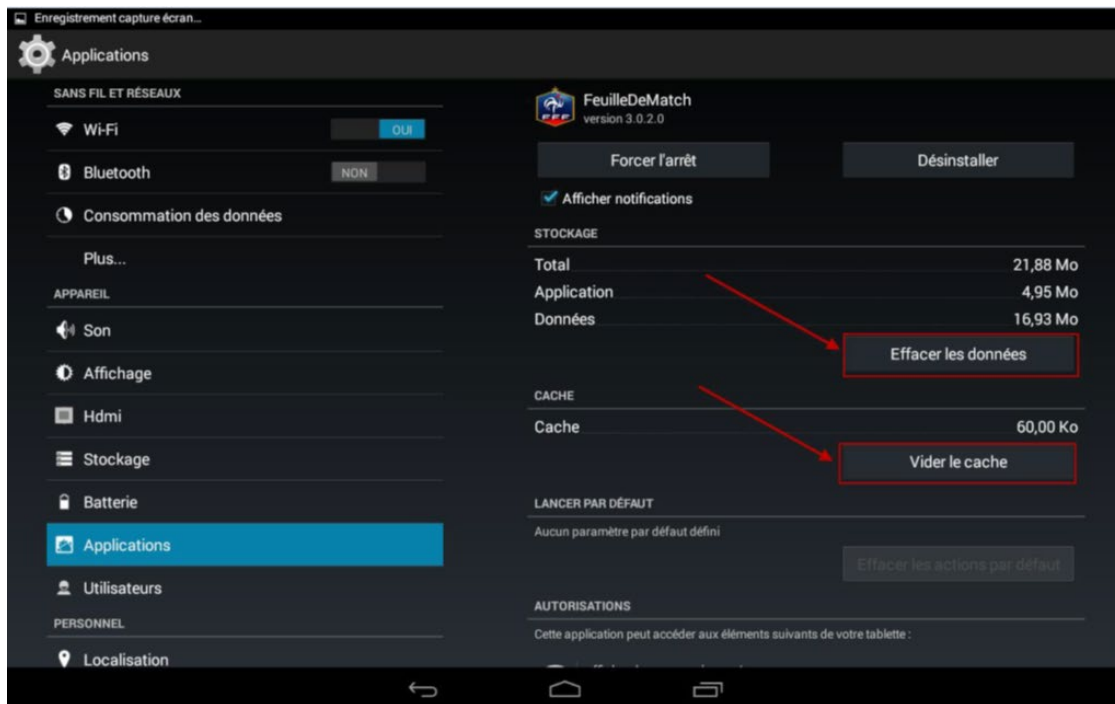 Enregistrement capture écran...
Applications
SANS FIL ET RÉSEAUX
Wi-Fi
OUI
Bluetooth
NON
Consommation des données
Plus...
APPAREIL
Son
Affichage
Hdmi
Stockage
Batterie
Applications
Utilisateurs
PERSONNEL
Localisation
FeuilleDeMatch
version 3.0.2.0
Forcer l'arrêt
Désinstaller
Afficher notifications
STOCKAGE
Total 21,88 Mo
Application 4,95 Mo
Données 16,93 Mo
Effacer les données
CACHE
Cache 60,00 Ko
Vider le cache
LANCER PAR DÉFAUT
Aucun paramètre par défaut défini
Effacer les actions par défaut
AUTORISATIONS
Cette application peut accéder aux éléments suivants de votre tablette :